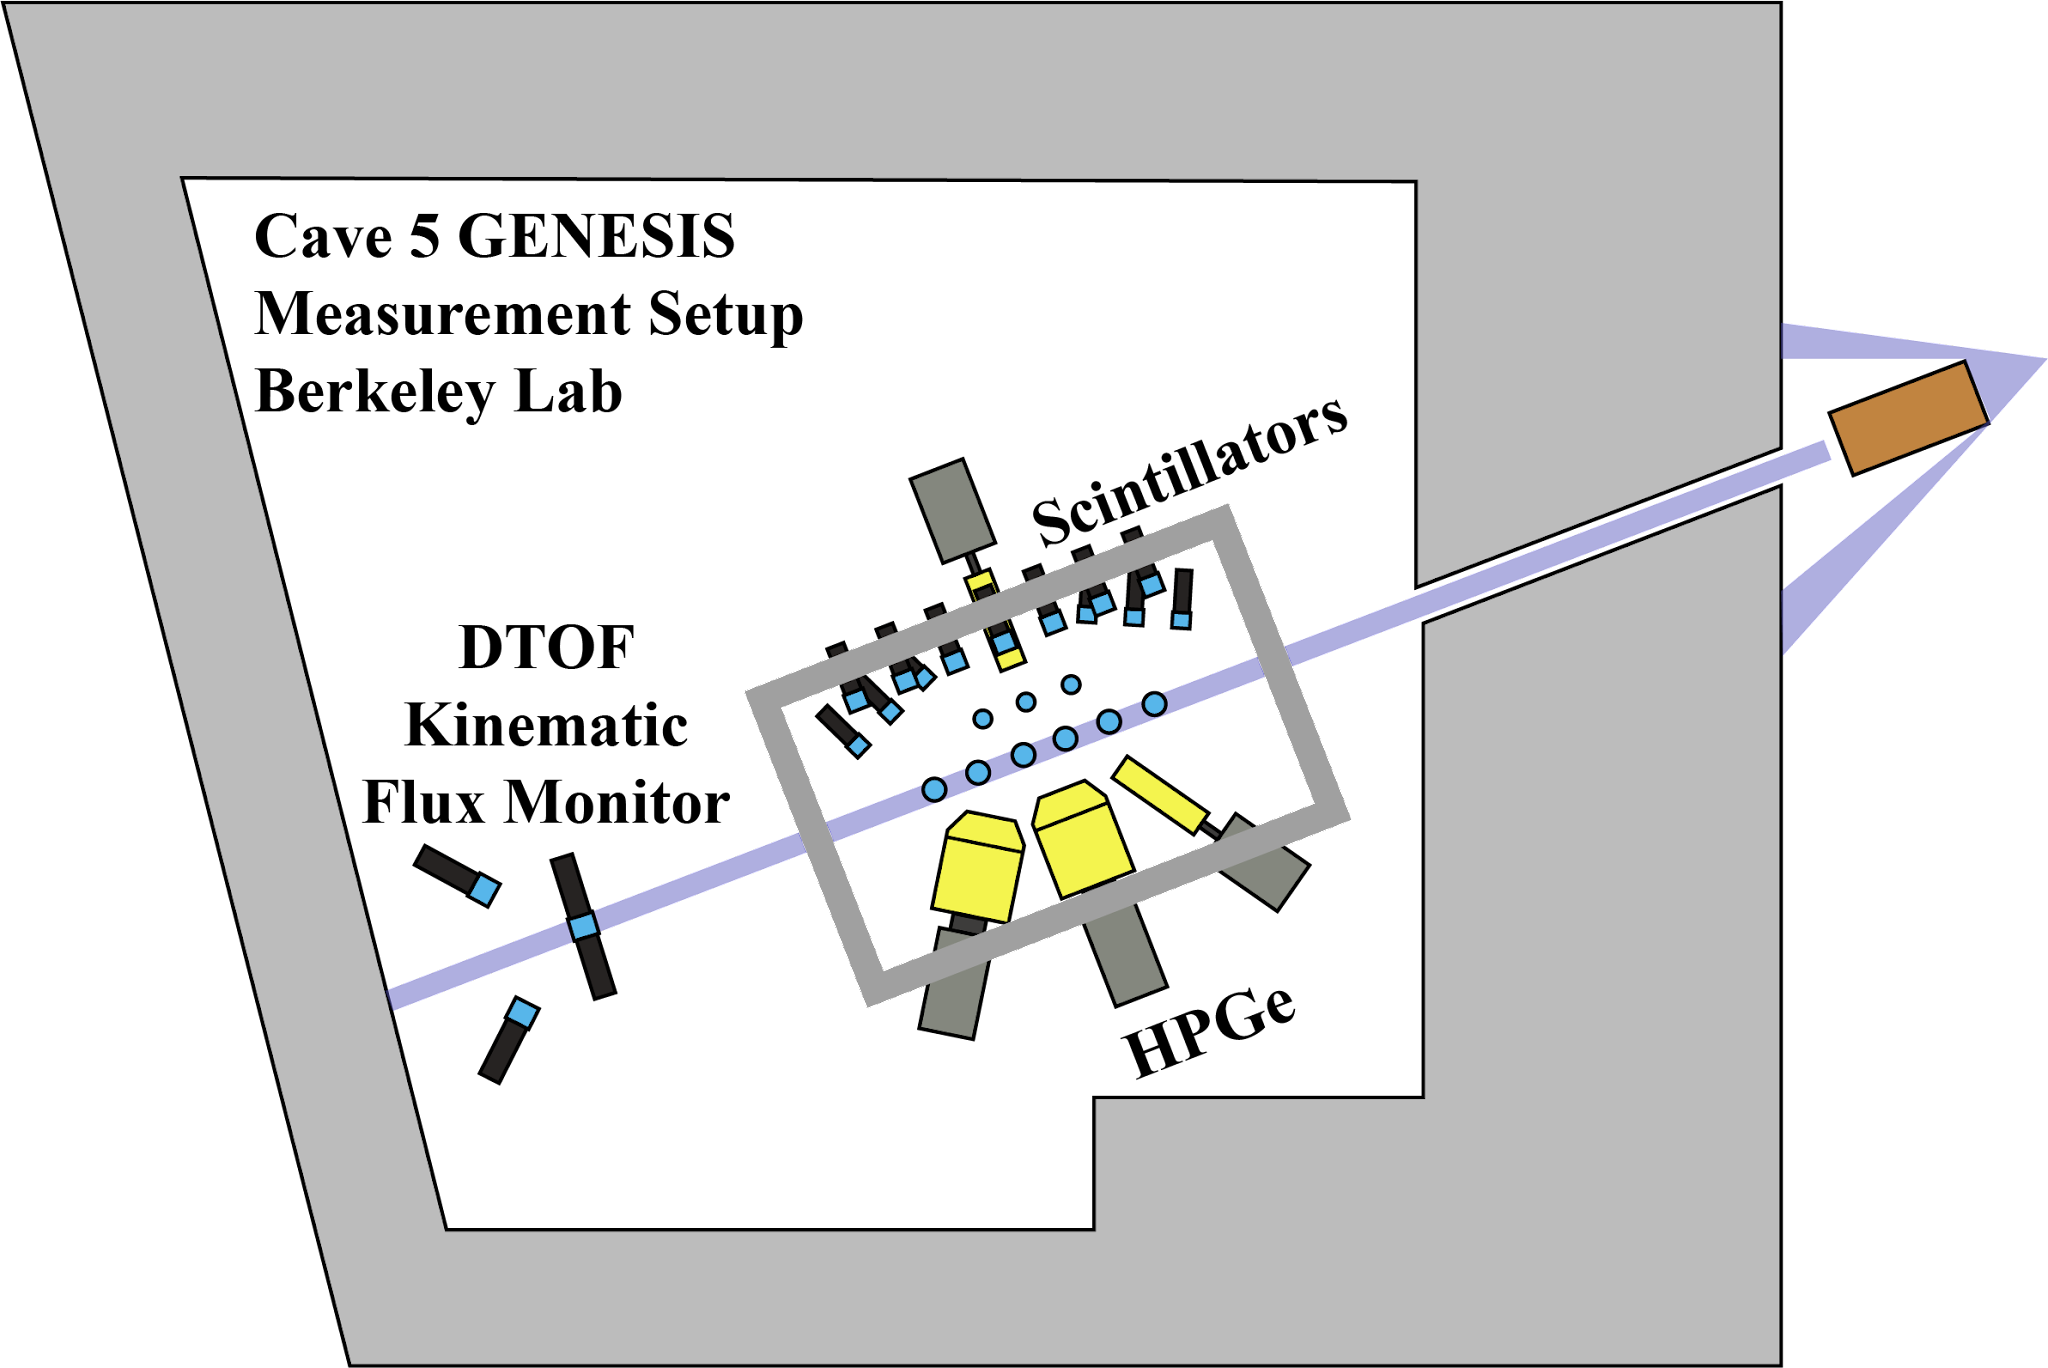 Cave 5 GENESIS
Measurement Setup
Berkeley Lab
Scintillators
DTOF
Kinematic
Flux Monitor
HPGe